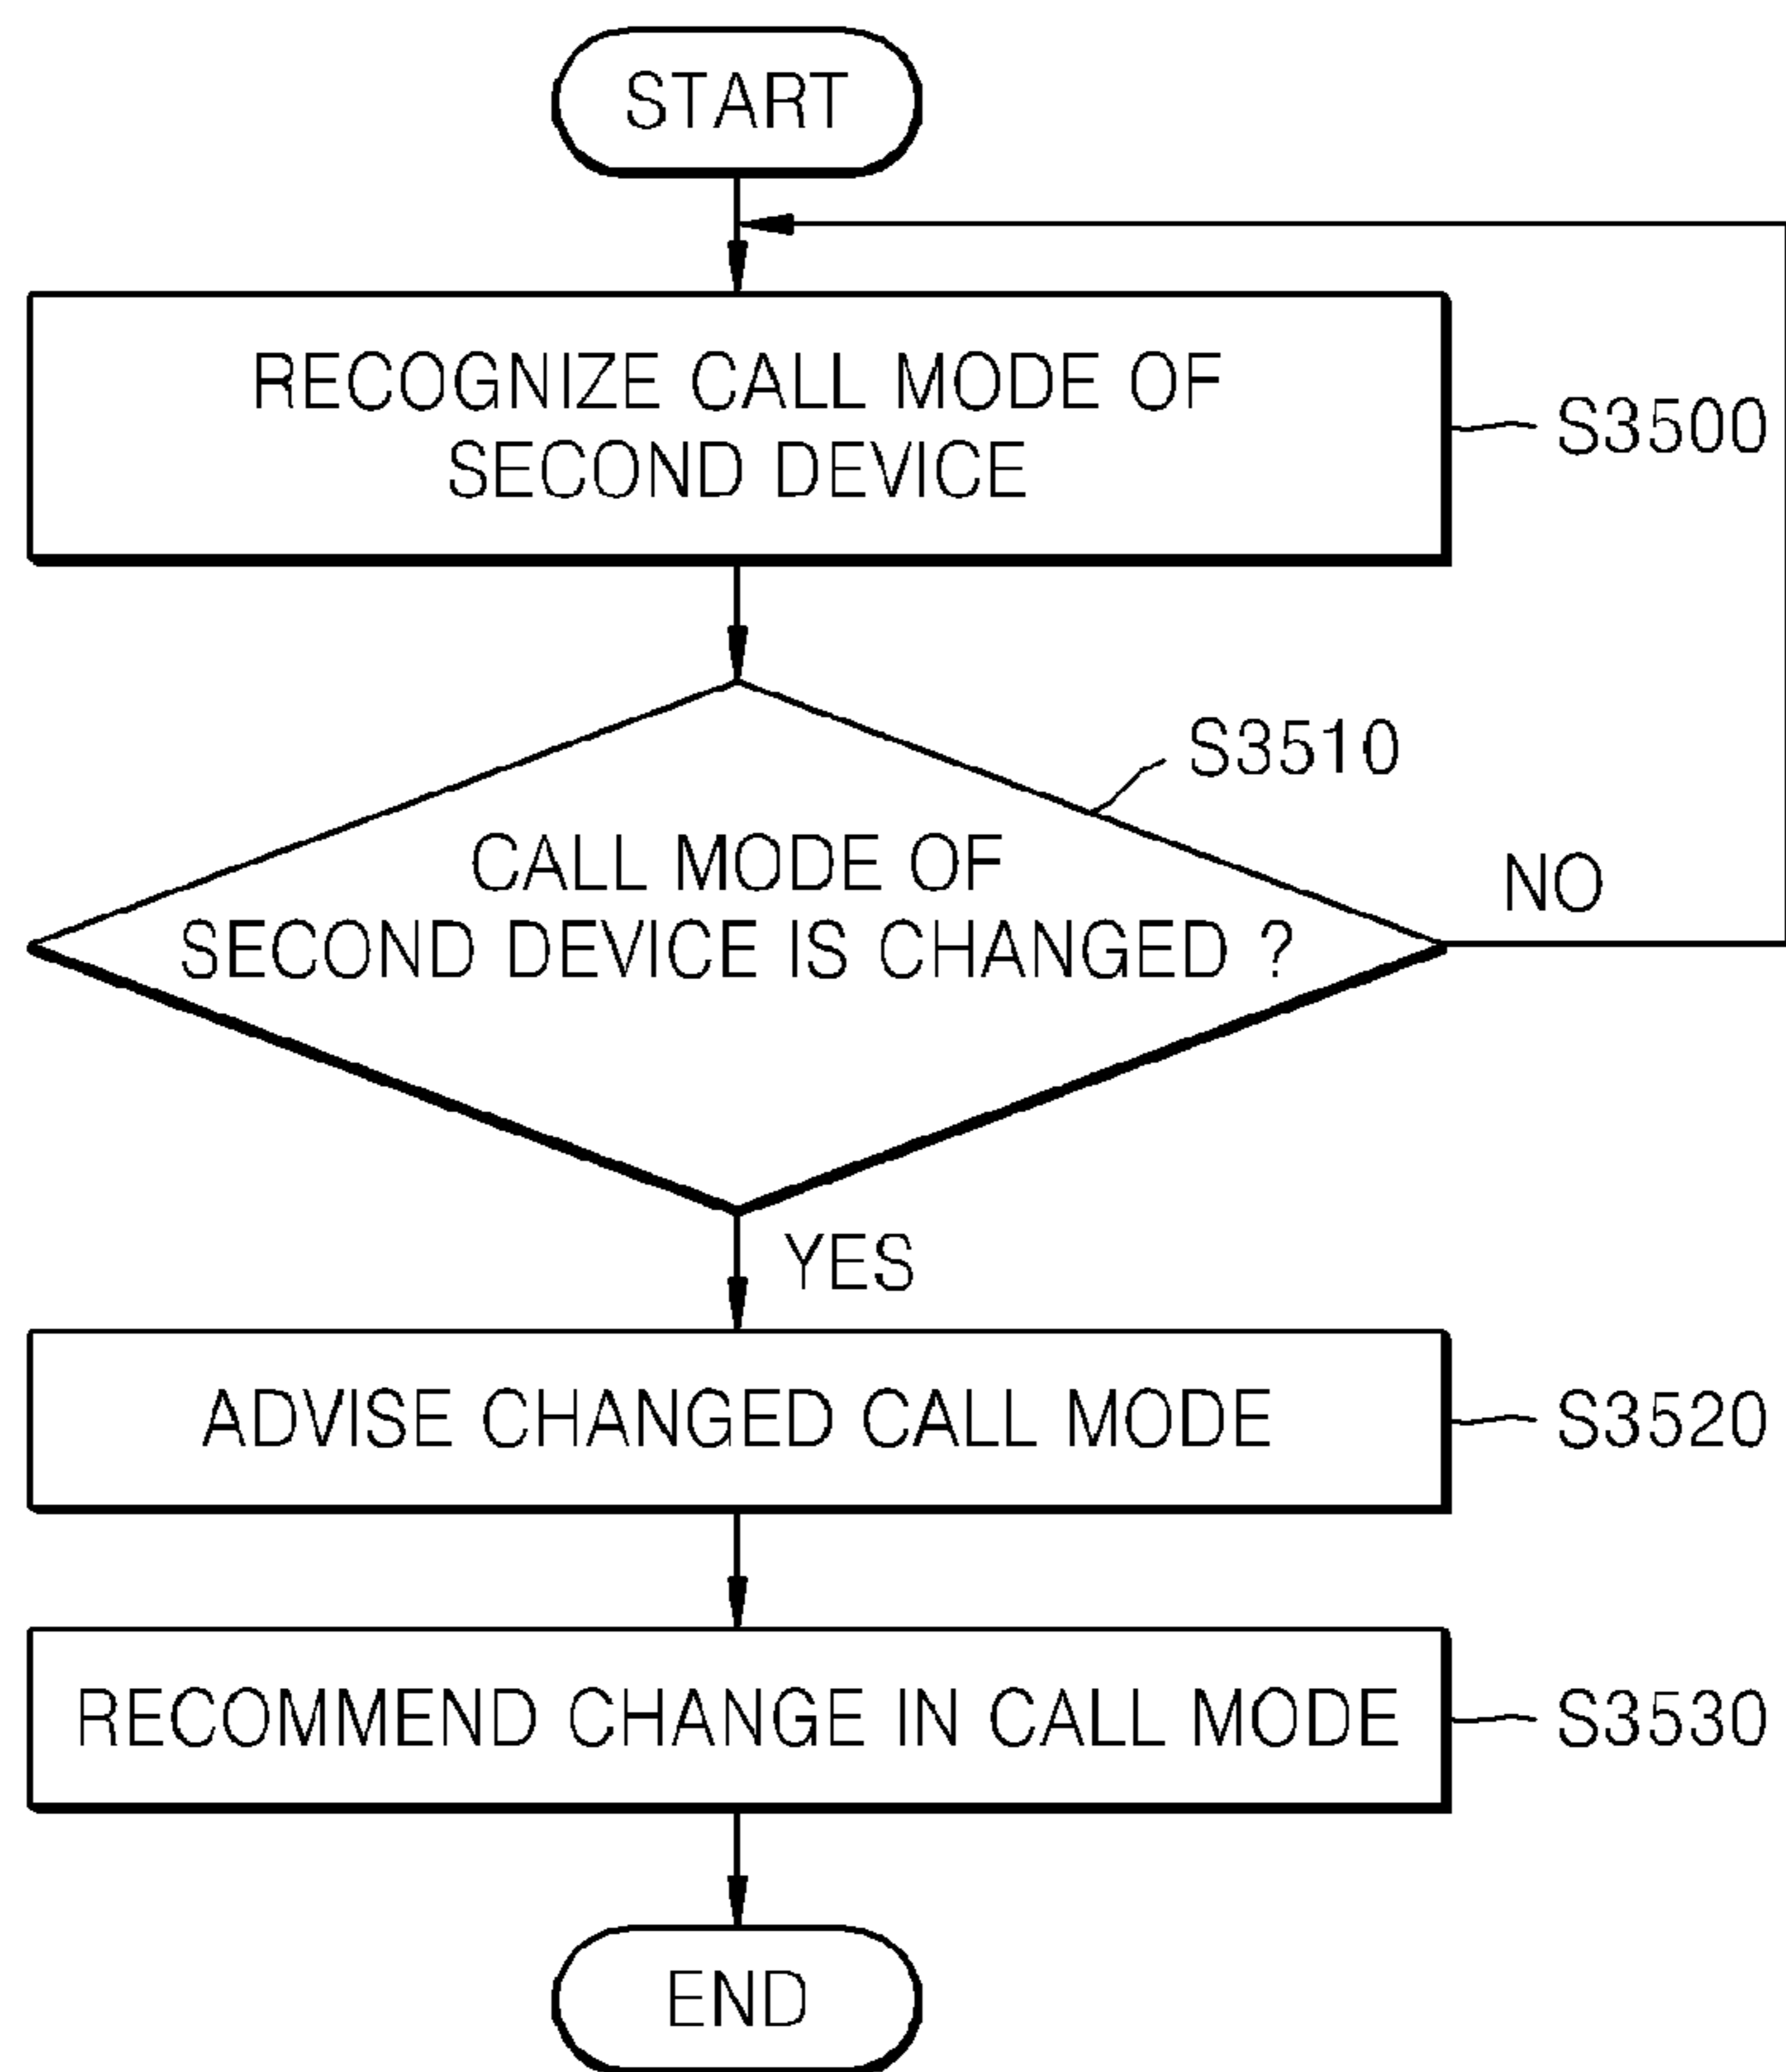 START
RECOGNIZE CALL MODE OF
SECOND DEVICE
S3500
S3510
CALL MODE OF
SECOND DEVICE IS CHANGED ?
NO
YES
ADVISE CHANGED CALL MODE
S3520
RECOMMEND CHANGE IN CALL MODE
S3530
END